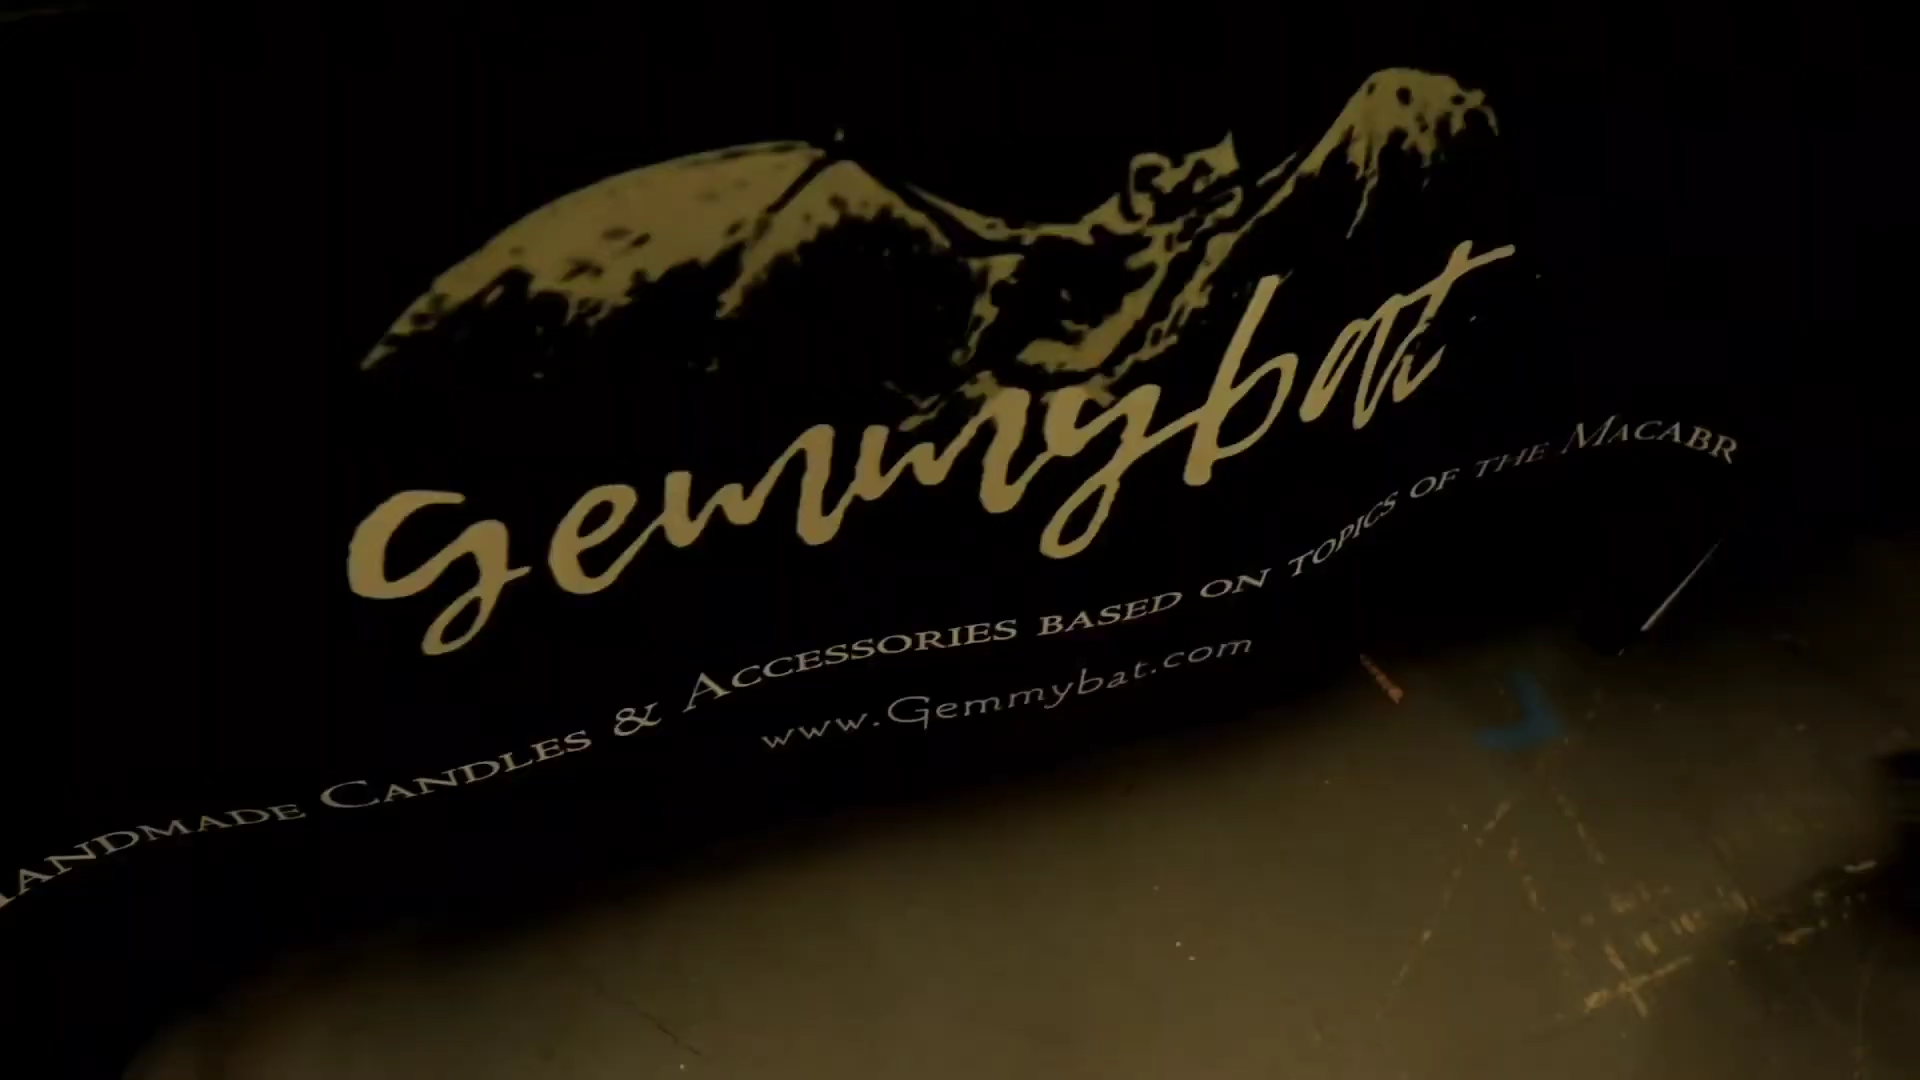 Gemmybat
ANDMADE CANDLES & ACCESSORIES BASED ON TOPICS OF THE MACABR
www.Gemmybat.com